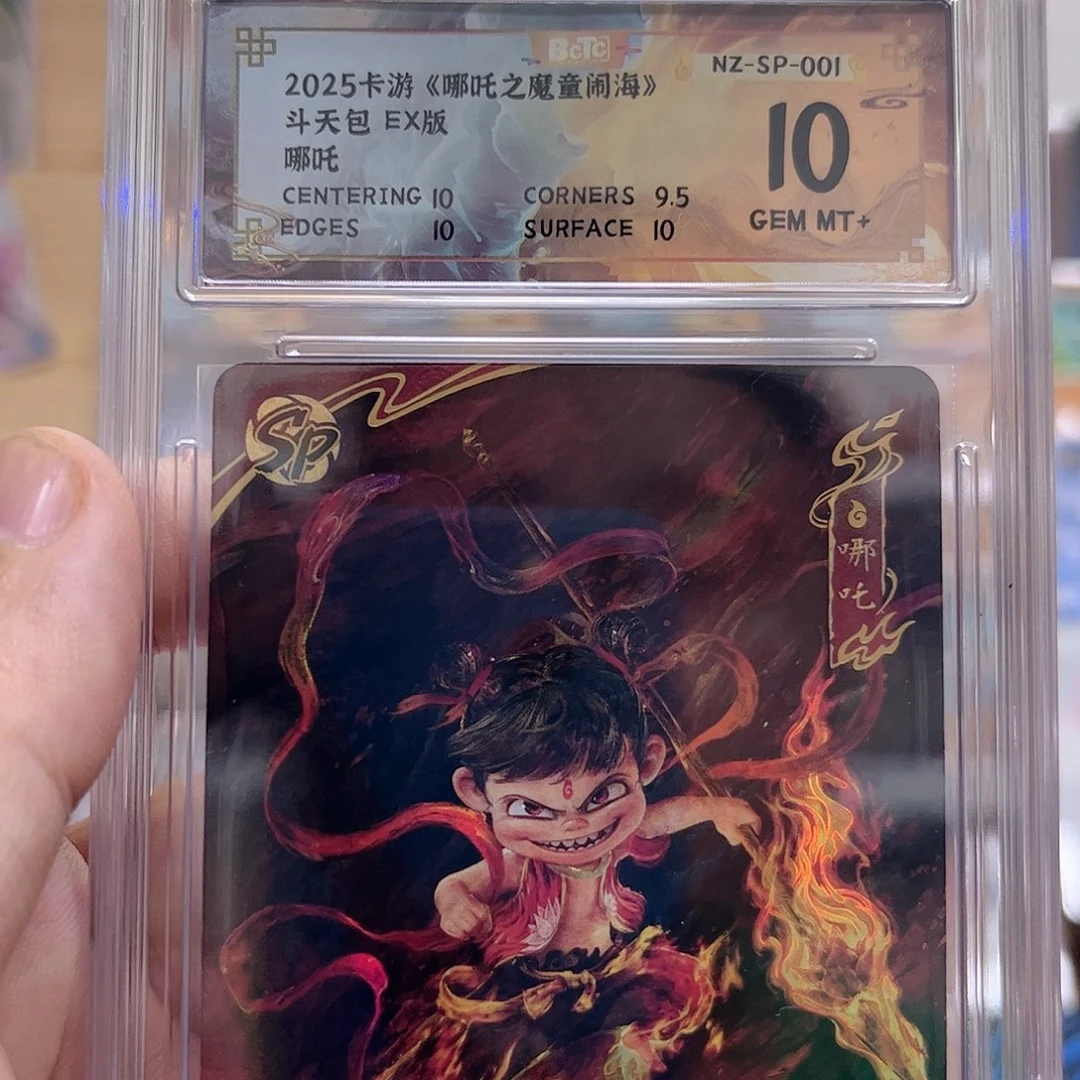 BCTC
NZ-SP-001
2025卡游《哪吒之魔童闹海》
斗天包 EX版
哪吒
10
GEM MT+
CENTERING 10 CORNERS 9.5
EDGES 10 SURFACE 10
SP
哪吒